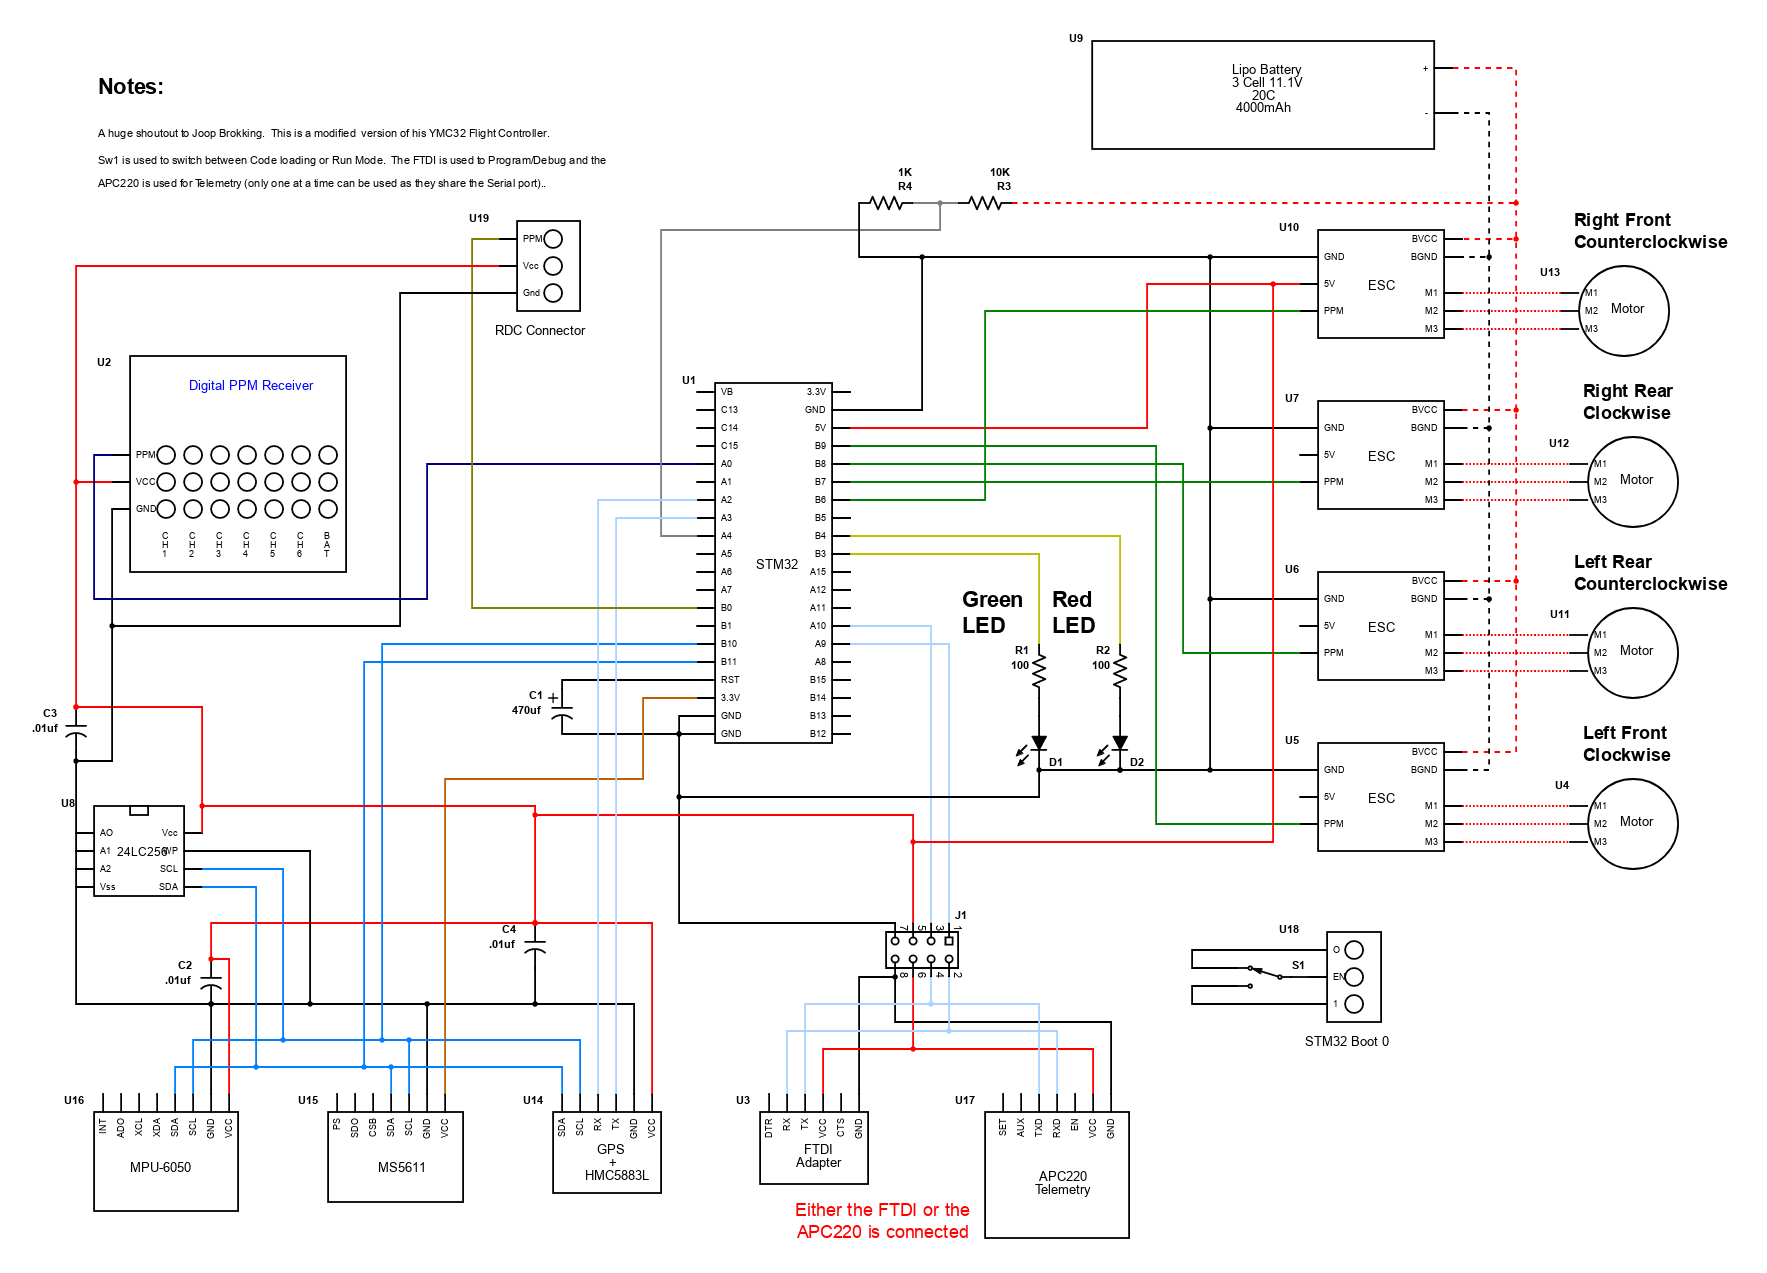 Notes:
A huge shoutout to Joop Brokking.  This is a modified  version of his YMC32 Flight Controller.
Sw1 is used to switch between Code loading or Run Mode.  The FTDI is used to Program/Debug and the
APC220 is used for Telemetry (only one at a time can be used as they share the Serial port)..
U9
Lipo Battery
3 Cell 11.1V
20C
4000mAh
+
-
1K
R4
10K
R3
U19
PPM
Vcc
Gnd
RDC Connector
U2
Digital PPM Receiver
PPM
VCC
GND
CH1
CH2
CH3
CH4
CH5
CH6
BAT
U1
STM32
VB
C13
C14
C15
A0
A1
A2
A3
A4
A5
A6
A7
B0
B1
B10
B11
RST
3.3V
GND
GND
3.3V
GND
5V
B9
B8
B7
B6
B5
B4
B3
A15
A12
A11
A10
A9
A8
B15
B14
B13
B12
U10
GND
5V
PPM
ESC
BVCC
BGND
M1
M2
M3
Right Front
Counterclockwise
U13
M1
M2
M3
Motor
U7
GND
5V
PPM
ESC
BVCC
BGND
M1
M2
M3
Right Rear
Clockwise
U12
M1
M2
M3
Motor
U6
GND
5V
PPM
ESC
BVCC
BGND
M1
M2
M3
Left Rear
Counterclockwise
U11
M1
M2
M3
Motor
U5
GND
5V
PPM
ESC
BVCC
BGND
M1
M2
M3
Left Front
Clockwise
U4
M1
M2
M3
Motor
Green
LED
Red
LED
R1
100
R2
100
D1
D2
C1
470uf
+
C3
.01uf
U8
24LC256
AO
A1
A2
Vss
Vcc
WP
SCL
SDA
C4
.01uf
C2
.01uf
J1
7
5
3
1
8
6
4
2
U18
S1
O
EN
1
STM32 Boot 0
U16
INT
ADO
XCL
XDA
SDA
SCL
GND
VCC
MPU-6050
U15
PS
SDO
CSB
SDA
SCL
GND
VCC
MS5611
U14
SDA
SCL
RX
TX
GND
VCC
GPS
+
HMC5883L
U3
DTR
RX
TX
VCC
CTS
GND
FTDI
Adapter
U17
SET
AUX
TXD
RXD
EN
VCC
GND
APC220
Telemetry
Either the FTDI or the
APC220 is connected